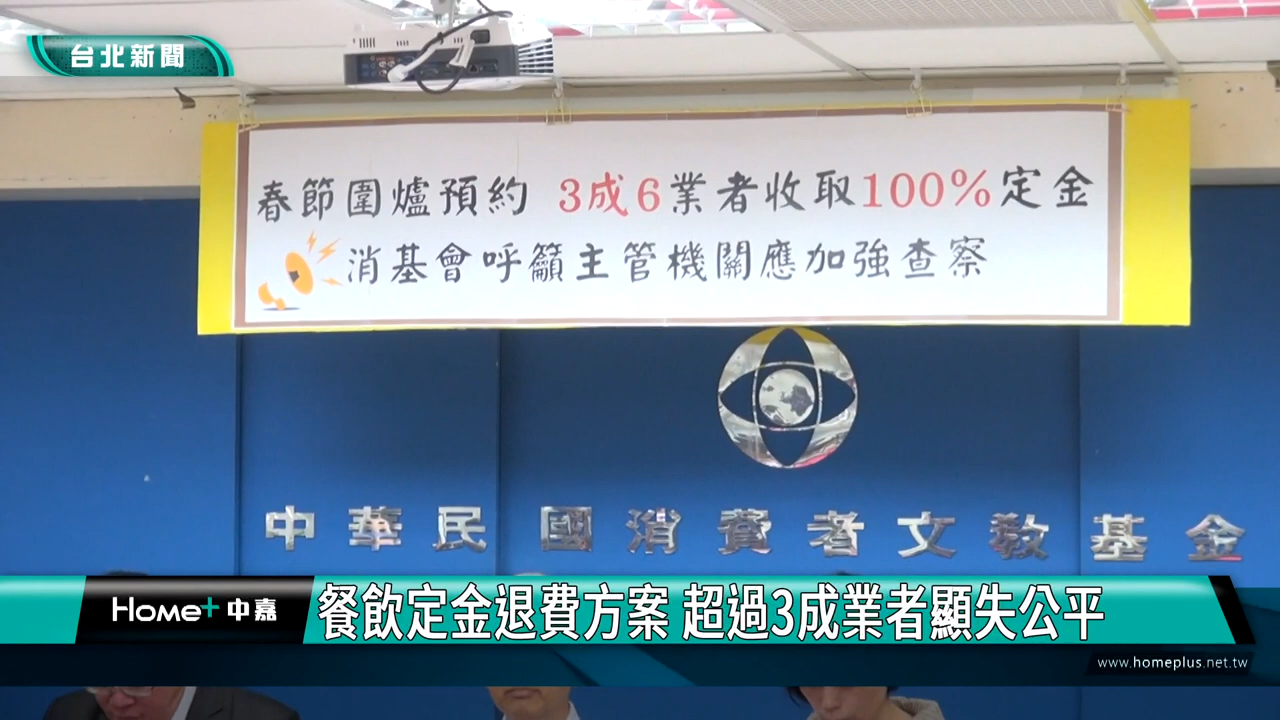 台北新聞
春節圍爐預約 3成6業者收取100%定金
消基會呼籲主管機關應加強查察
中華民國消費者文教基金
Home+中嘉
餐飲定金退費方案 超過3成業者顯失公平
www.homeplus.net.tw